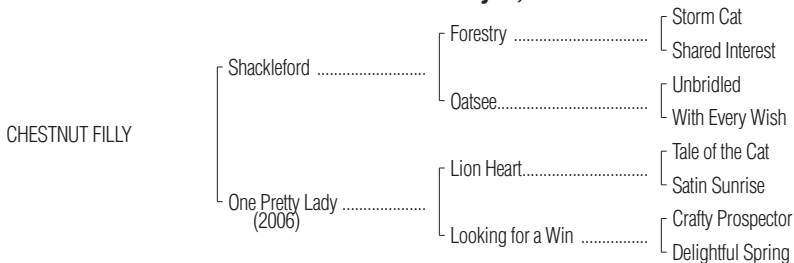 Storm Cat
Forestry ..........................
Shared Interest
Shackleford ..........................
Unbridled
Oatsee.............................
With Every Wish
CHESTNUT FILLY
Tale of the Cat
Lion Heart........................
Satin Sunrise
One Pretty Lady ....................
(2006)
Crafty Prospector
Looking for a Win ................
Delightful Spring